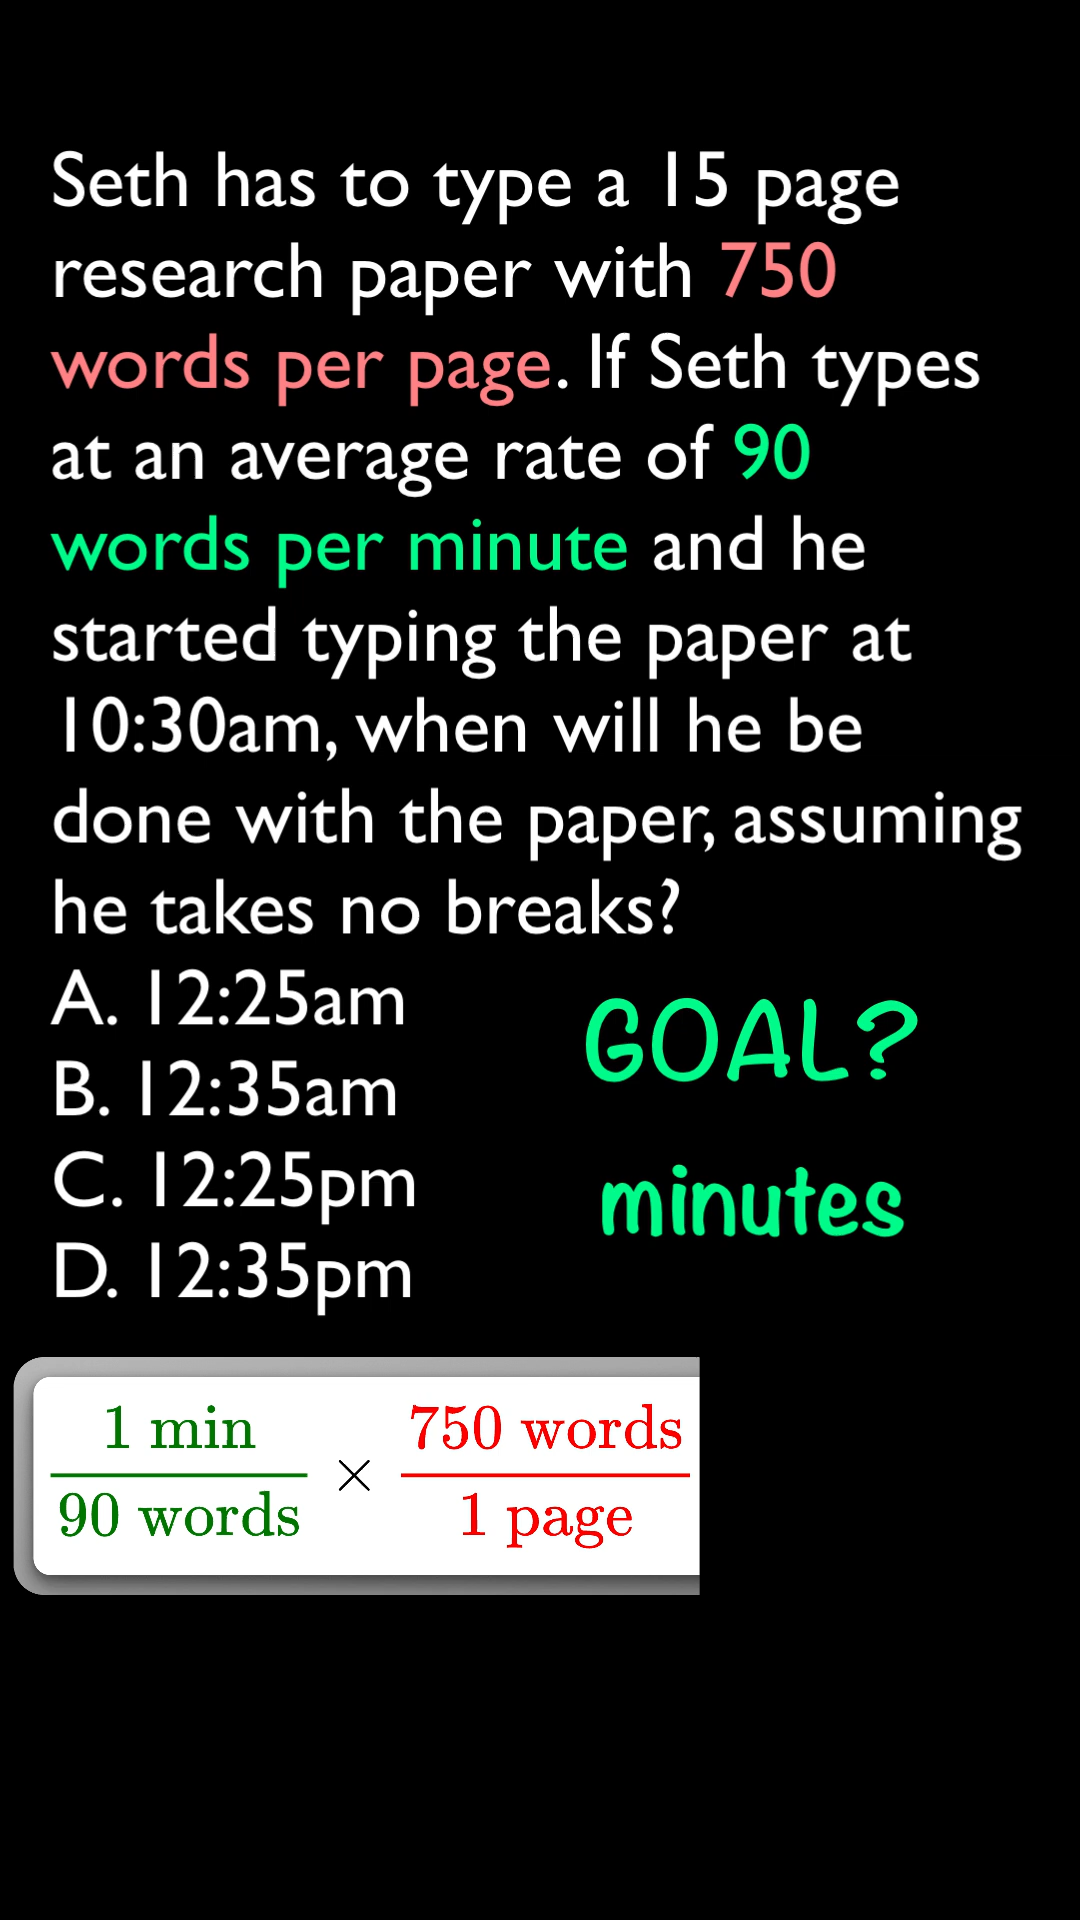 Seth has to type a 15 page
research paper with 750
words per page. If Seth types
at an average rate of 90
words per minute and he
started typing the paper at
10:30am, when will he be
done with the paper, assuming
he takes no breaks?
A. 12:25am
B. 12:35am
C. 12:25pm
D. 12:35pm
GOAL?
minutes
1 min
90 words
×
750 words
1 page